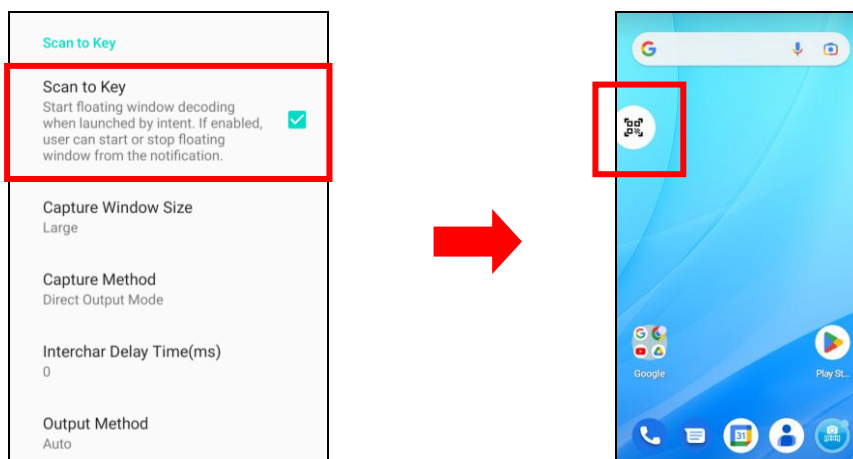 Scan to Key
Scan to Key
Start floating window decoding
when launched by intent. If enabled,
user can start or stop floating
window from the notification.
Capture Window Size
Large
Capture Method
Direct Output Mode
Interchar Delay Time(ms)
0
Output Method
Auto
G
Google
Play St...
31